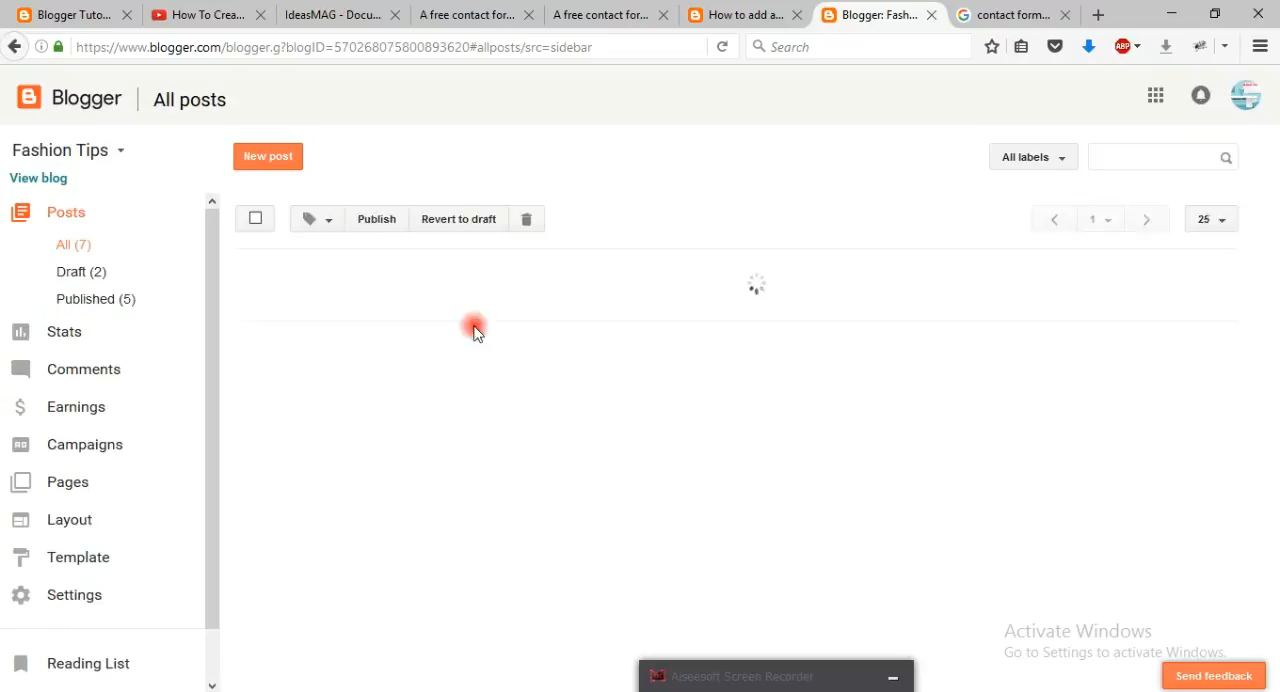 Blogger Tuto...
How To Crea...
IdeasMAG - Docu...
A free contact for...
A free contact for...
How to add a...
Blogger: Fash...
contact form...
https://www.blogger.com/blogger.g?blogID=570268075800893620#allposts/src=sidebar
Search
ABP
Blogger
All posts
Fashion Tips
View blog
New post
All labels
Posts
All (7)
Draft (2)
Published (5)
Publish
Revert to draft
1
25
Stats
Comments
Earnings
Campaigns
Pages
Layout
Template
Settings
Reading List
Activate Windows
Go to Settings to activate Windows.
Aiseesoft Screen Recorder
Send feedback